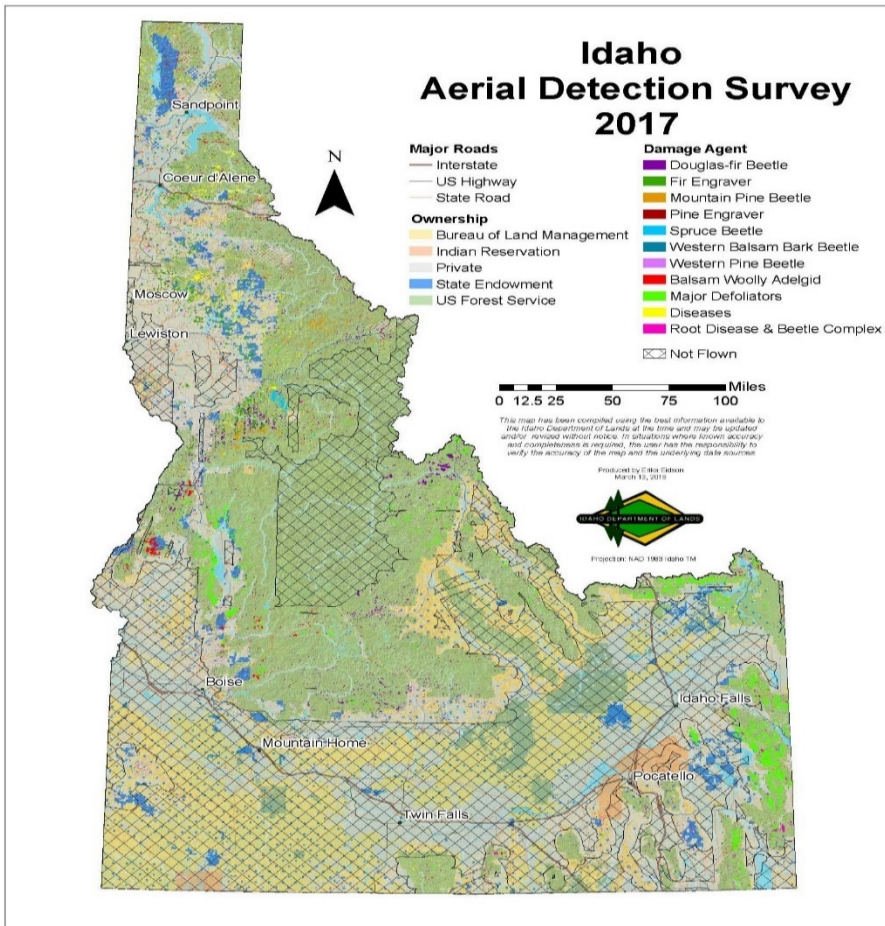 Idaho
Aerial Detection Survey
2017
Major Roads
Interstate
US Highway
State Road
Ownership
Bureau of Land Management
Indian Reservation
Private
State Endowment
US Forest Service
Damage Agent
Douglas-fir Beetle
Fir Engraver
Mountain Pine Beetle
Pine Engraver
Spruce Beetle
Western Balsam Bark Beetle
Western Pine Beetle
Balsam Woolly Adelgid
Major Defoliators
Diseases
Root Disease & Beetle Complex
Not Flown
N
Miles
0 12.5 25 50 75 100
This map has been compiled using the best information available to
the Idaho Department of Lands at the time and may be updated
and/or revised without notice. In situations where known accuracy
and completeness is required, the user has the responsibility to
verify the accuracy of the map and the underlying data sources
Produced by Erika Eidson
March 13, 2018
IDAHO DEPARTMENT OF LANDS
Projection: NAD 1983 Idaho TM
Sandpoint
Coeur d'Alene
Moscow
Lewiston
Boise
Mountain Home
Idaho Falls
Pocatello
Twin Falls